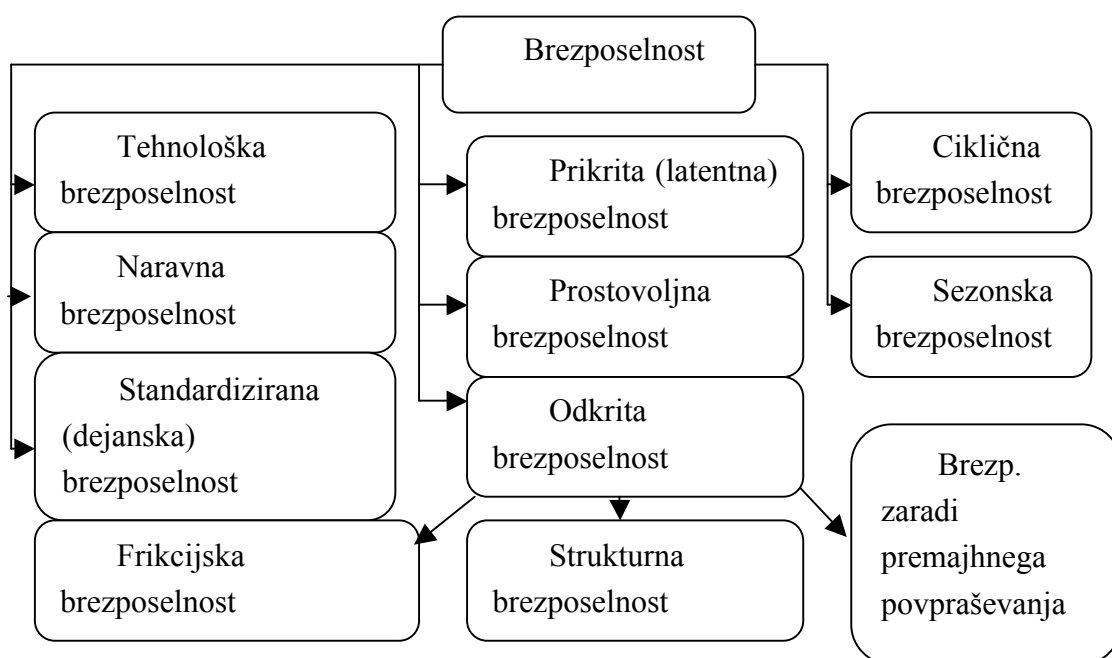 Brezposelnost
Tehnološka
brezposelnost
Naravna
brezposelnost
Standardizirana
(dejanska)
brezposelnost
Frikcijska
brezposelnost
Prikrita (latentna)
brezposelnost
Prostovoljna
brezposelnost
Odkrita
brezposelnost
Strukturna
brezposelnost
Ciklična
brezposelnost
Sezonska
brezposelnost
Brezp.
zaradi
premajhnega
povpraševanja